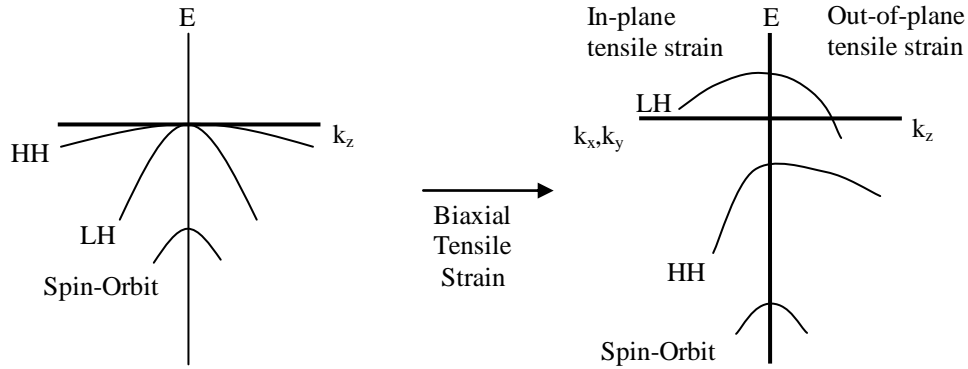 E
k_z
HH
LH
Spin-Orbit
Biaxial
Tensile
Strain
In-plane
tensile strain
E
Out-of-plane
tensile strain
LH
k_x,k_y
k_z
HH
Spin-Orbit